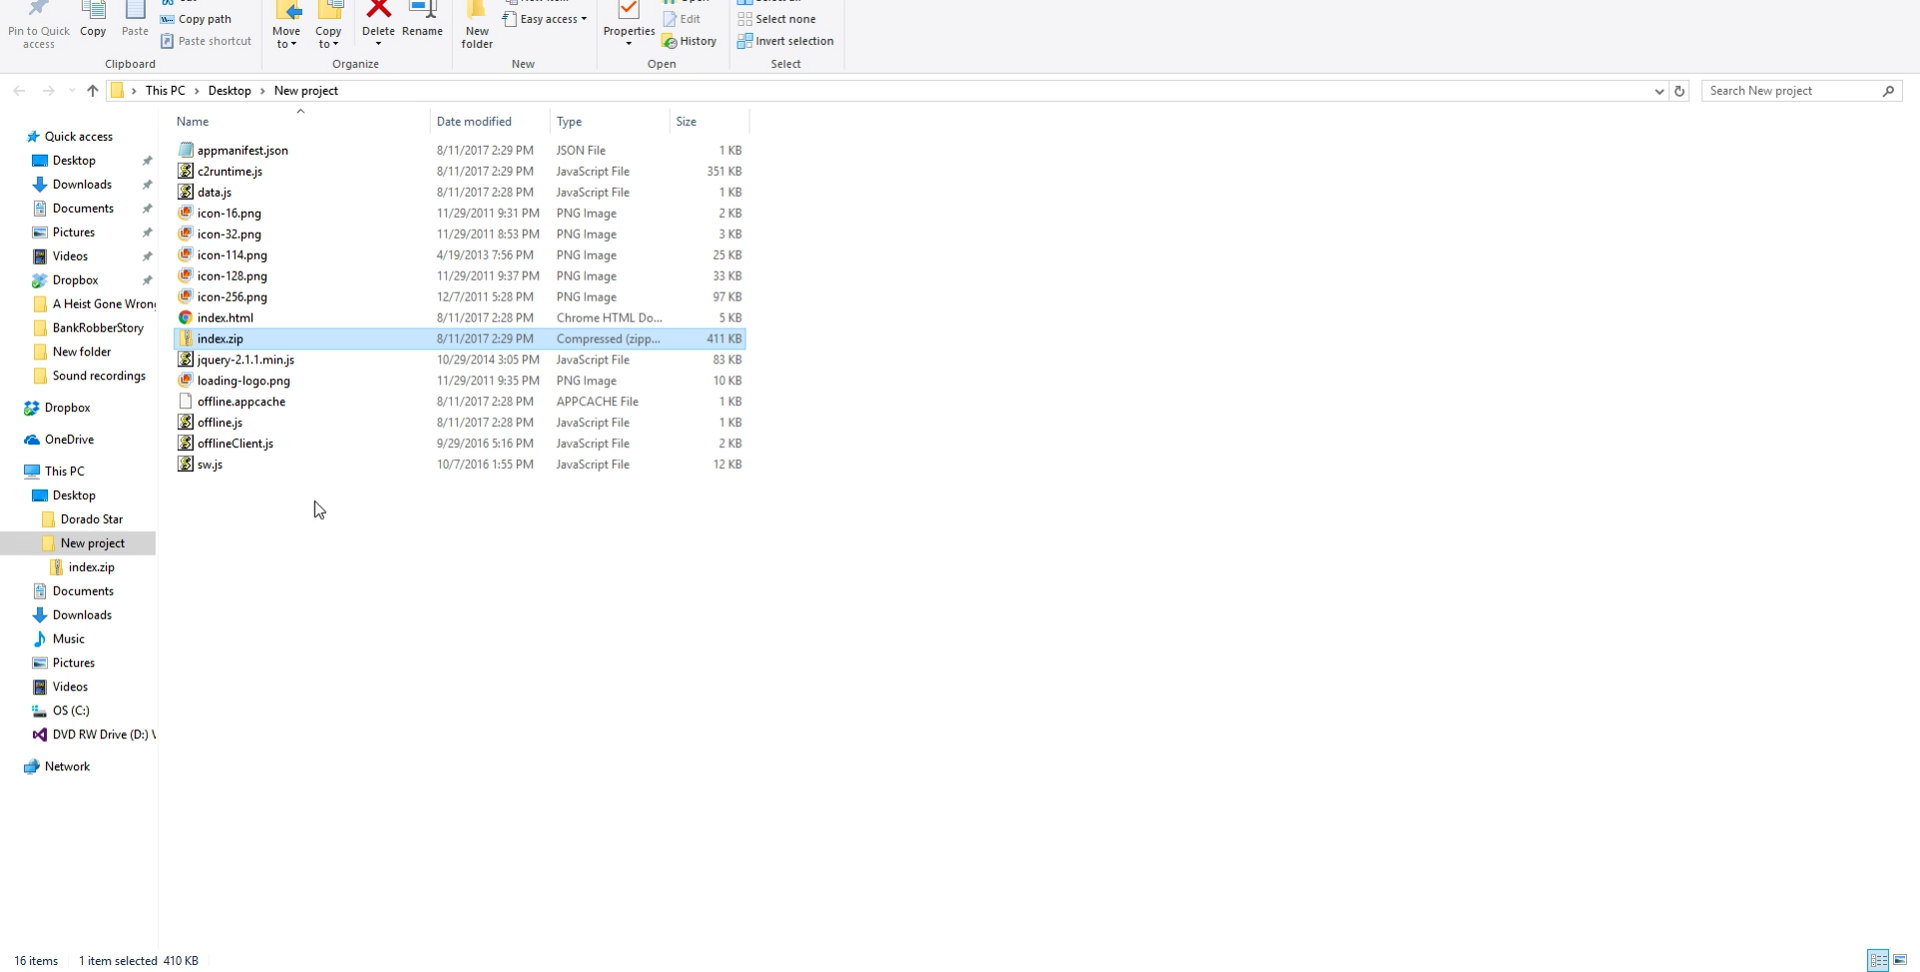 Pin to Quick access
Copy
Paste
Copy path
Paste shortcut
Clipboard
Move to
Copy to
Delete
Rename
Organize
New folder
Easy access
New
Properties
Edit
History
Open
Select none
Invert selection
Select
This PC > Desktop > New project
Search New project
Name Date modified Type Size
appmanifest.json 8/11/2017 2:29 PM JSON File 1 KB
c2runtime.js 8/11/2017 2:29 PM JavaScript File 351 KB
data.js 8/11/2017 2:28 PM JavaScript File 1 KB
icon-16.png 11/29/2011 9:31 PM PNG Image 2 KB
icon-32.png 11/29/2011 8:53 PM PNG Image 3 KB
icon-114.png 4/19/2013 7:56 PM PNG Image 25 KB
icon-128.png 11/29/2011 9:37 PM PNG Image 33 KB
icon-256.png 12/7/2011 5:28 PM PNG Image 97 KB
index.html 8/11/2017 2:28 PM Chrome HTML Do... 5 KB
index.zip 8/11/2017 2:29 PM Compressed (zipp... 411 KB
jquery-2.1.1.min.js 10/29/2014 3:05 PM JavaScript File 83 KB
loading-logo.png 11/29/2011 9:35 PM PNG Image 10 KB
offline.appcache 8/11/2017 2:28 PM APPCACHE File 1 KB
offline.js 8/11/2017 2:28 PM JavaScript File 1 KB
offlineClient.js 9/29/2016 5:16 PM JavaScript File 2 KB
sw.js 10/7/2016 1:55 PM JavaScript File 12 KB
Quick access
Desktop
Downloads
Documents
Pictures
Videos
Dropbox
A Heist Gone Wrong
BankRobberStory
New folder
Sound recordings
Dropbox
OneDrive
This PC
Desktop
Dorado Star
New project
index.zip
Documents
Downloads
Music
Pictures
Videos
OS (C:)
DVD RW Drive (D:)
Network
16 items 1 item selected 410 KB